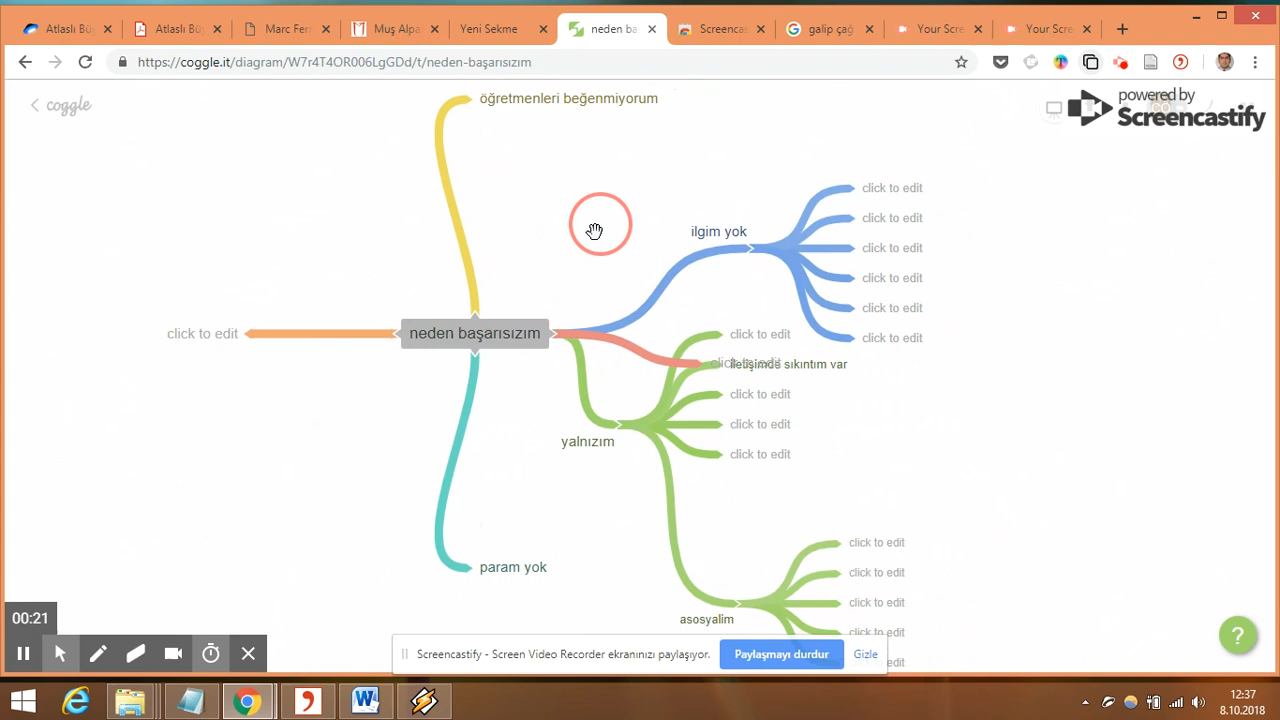 Atlaslı Bü
Atlaslı Bü
Marc Fer
Muş Alpa
Yeni Sekme
neden ba
Screencas
galip çağ
Your Scre
Your Scre
https://coggle.it/diagram/W7r4T4OR006LgGDd/t/neden-başarısızım
coggle
powered by
Screencastify
öğretmenleri beğenmiyorum
ilgim yok
click to edit
click to edit
click to edit
click to edit
click to edit
click to edit
click to edit
neden başarısızım
click to edit
click to edit
iletişimde sıkıntım var
click to edit
click to edit
click to edit
yalnızım
param yok
asosyalim
click to edit
click to edit
click to edit
click to edit
click to edit
00:21
Screencastify - Screen Video Recorder ekranınızı paylaşıyor.
Paylaşmayı durdur
Gizle
?
12:37
8.10.2018